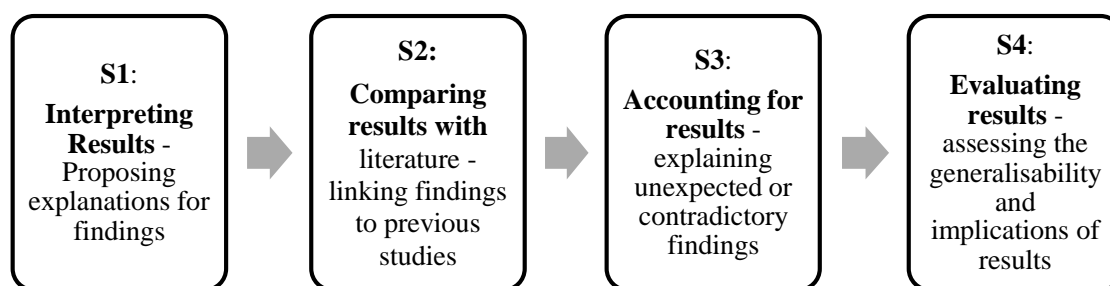 S1:
Interpreting
Results -
Proposing
explanations for
findings
S2:
Comparing
results with
literature -
linking findings
to previous
studies
S3:
Accounting for
results -
explaining
unexpected or
contradictory
findings
S4:
Evaluating
results -
assessing the
generalisability
and
implications of
results